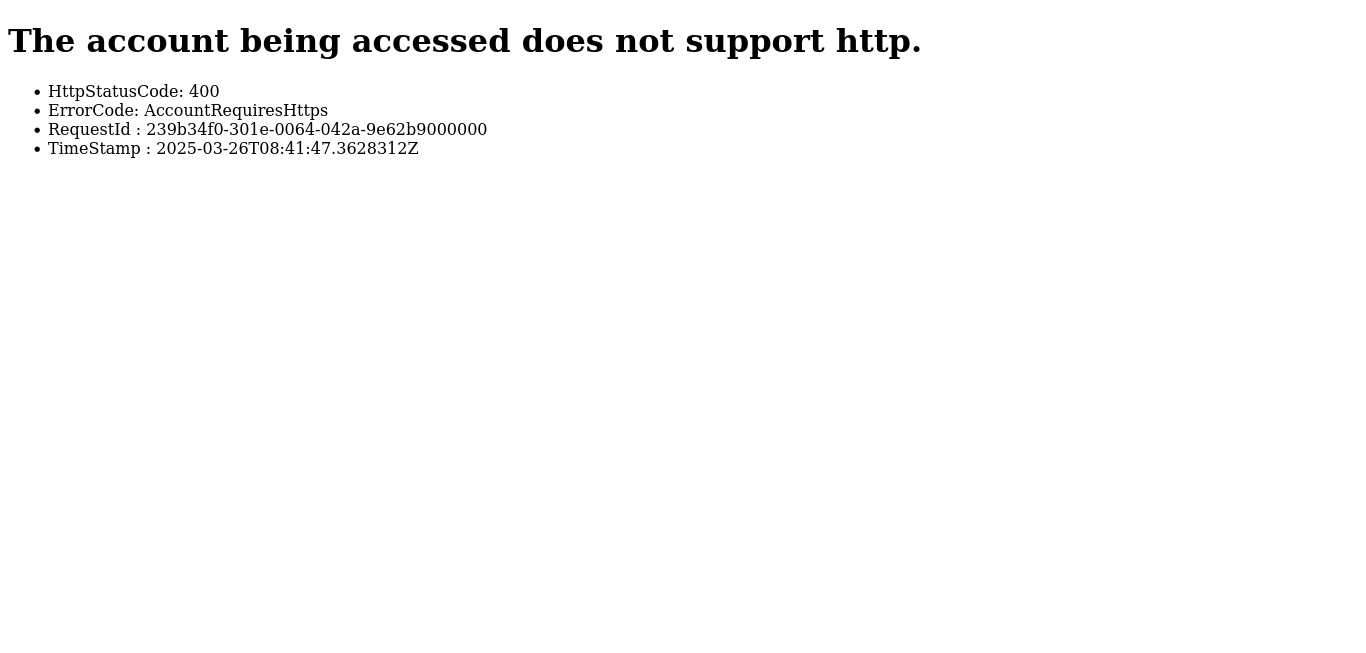 The account being accessed does not support http.
• HttpStatusCode: 400
• ErrorCode: AccountRequiresHttps
• RequestId : 239b34f0-301e-0064-042a-9e62b9000000
• TimeStamp : 2025-03-26T08:41:47.3628312Z